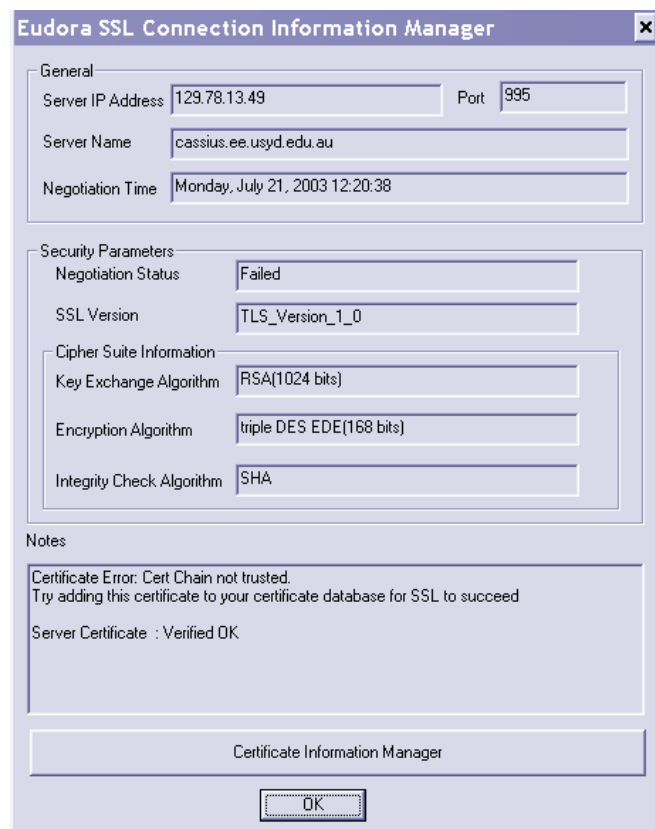 Eudora SSL Connection Information Manager
General
Server IP Address 129.78.13.49 Port 995
Server Name cassius.ee.usyd.edu.au
Negotiation Time Monday, July 21, 2003 12:20:38
Security Parameters
Negotiation Status Failed
SSL Version TLS_Version_1_0
Cipher Suite Information
Key Exchange Algorithm RSA(1024 bits)
Encryption Algorithm triple DES EDE(168 bits)
Integrity Check Algorithm SHA
Notes
Certificate Error: Cert Chain not trusted.
Try adding this certificate to your certificate database for SSL to succeed
Server Certificate : Verified OK
Certificate Information Manager
OK